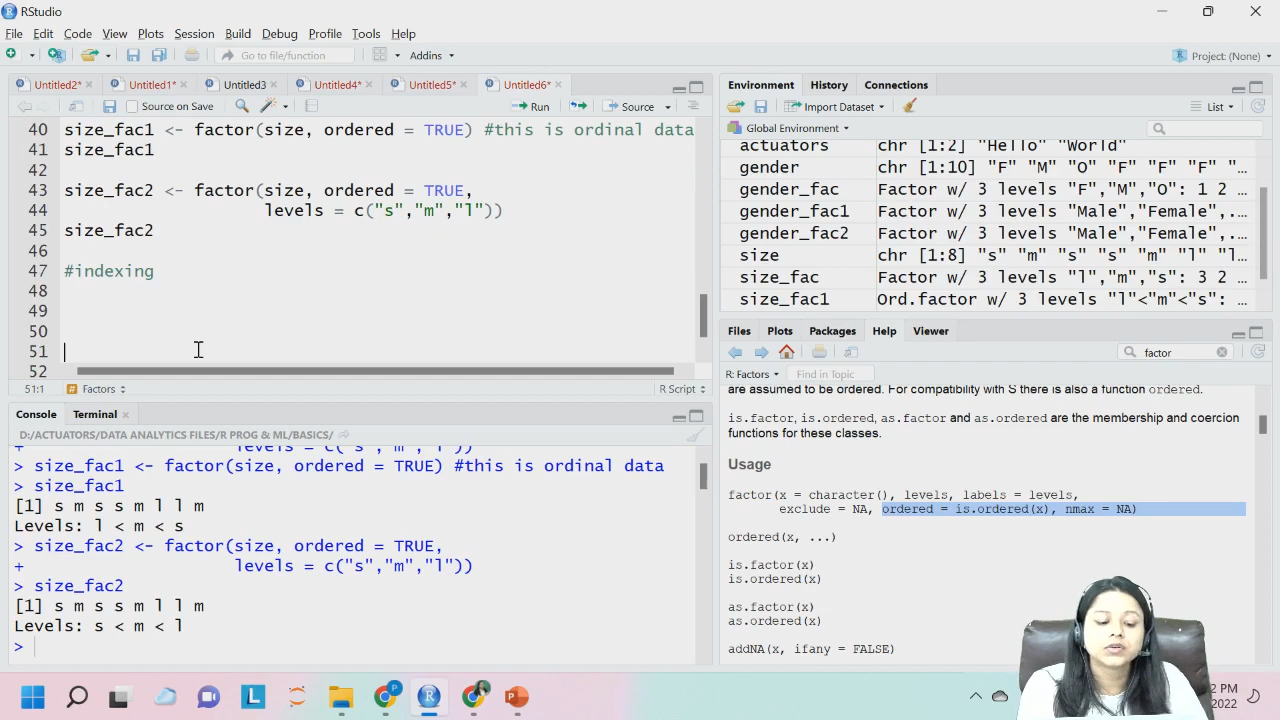 RStudio
File Edit Code View Plots Session Build Debug Profile Tools Help
Go to file/function Addins Project: (None)
Untitled2* Untitled1* Untitled3 Untitled4* Untitled5* Untitled6*
Source on Save Run Source
40 size_fac1 <- factor(size, ordered = TRUE) #this is ordinal data
41 size_fac1
42
43 size_fac2 <- factor(size, ordered = TRUE,
44 levels = c("s","m","l"))
45 size_fac2
46
47 #indexing
48
49
50
51
52
51:1 Factors R Script
Console Terminal
D:/ACTUATORS/DATA ANALYTICS FILES/R PROG & ML/BASICS/
+ levels = c("s","m","l"))
> size_fac1 <- factor(size, ordered = TRUE) #this is ordinal data
> size_fac1
[1] s m s s m l l m
Levels: l < m < s
> size_fac2 <- factor(size, ordered = TRUE,
+ levels = c("s","m","l"))
> size_fac2
[1] s m s s m l l m
Levels: s < m < l
>
Environment History Connections
Import Dataset List
Global Environment
actuators chr [1:2] "Hello" "World"
gender chr [1:10] "F" "M" "O" "F" "F" "F" "…
gender_fac Factor w/ 3 levels "F","M","O": 1 2 …
gender_fac1 Factor w/ 3 levels "Male","Female",..…
gender_fac2 Factor w/ 3 levels "Male","Female",..…
size chr [1:8] "s" "m" "s" "s" "m" "l" "l…
size_fac Factor w/ 3 levels "l","m","s": 3 2 …
size_fac1 Ord.factor w/ 3 levels "l"<"m"<"s": …
Files Plots Packages Help Viewer
factor
R: Factors Find in Topic
are assumed to be ordered. For compatibility with S there is also a function ordered.
is.factor, is.ordered, as.factor and as.ordered are the membership and coercion
functions for these classes.
Usage
factor(x = character(), levels, labels = levels,
exclude = NA, ordered = is.ordered(x), nmax = NA)
ordered(x, ...)
is.factor(x)
is.ordered(x)
as.factor(x)
as.ordered(x)
addNA(x, ifany = FALSE)
L
P
R
2 PM
2022